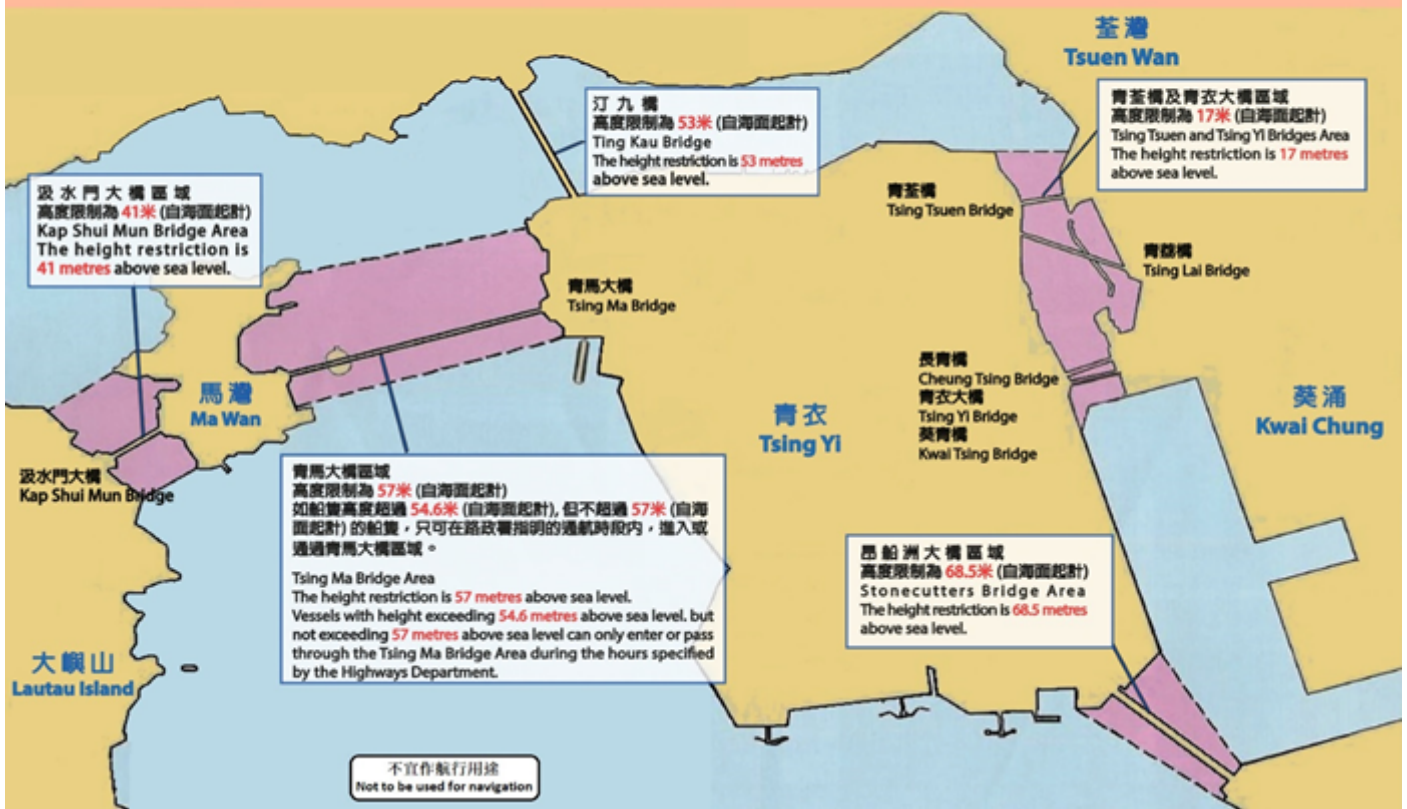 荃灣
Tsuen Wan
汀九橋
高度限制為 53米 (自海面起計)
Ting Kau Bridge
The height restriction is 53 metres
above sea level.
青荃橋及青衣大橋區域
高度限制為 17米 (自海面起計)
Tsing Tsuen and Tsing Yi Bridges Area
The height restriction is 17 metres
above sea level.
汲水門大橋區域
高度限制為 41米 (自海面起計)
Kap Shui Mun Bridge Area
The height restriction is
41 metres above sea level.
青荃橋
Tsing Tsuen Bridge
青荔橋
Tsing Lai Bridge
青馬大橋
Tsing Ma Bridge
長青橋
Cheung Tsing Bridge
青衣大橋
Tsing Yi Bridge
葵青橋
Kwai Tsing Bridge
馬灣
Ma Wan
青衣
Tsing Yi
葵涌
Kwai Chung
汲水門大橋
Kap Shui Mun Bridge
青馬大橋區域
高度限制為 57米 (自海面起計)
如船隻高度超過 54.6米 (自海面起計), 但不超過 57米 (自海
面起計) 的船隻，只可在路政署指明的通航時段內，進入或
通過青馬大橋區域。
Tsing Ma Bridge Area
The height restriction is 57 metres above sea level.
Vessels with height exceeding 54.6 metres above sea level, but
not exceeding 57 metres above sea level can only enter or pass
through the Tsing Ma Bridge Area during the hours specified
by the Highways Department.
昂船洲大橋區域
高度限制為 68.5米 (自海面起計)
Stonecutters Bridge Area
The height restriction is 68.5 metres
above sea level.
大嶼山
Lautau Island
不宜作航行用途
Not to be used for navigation